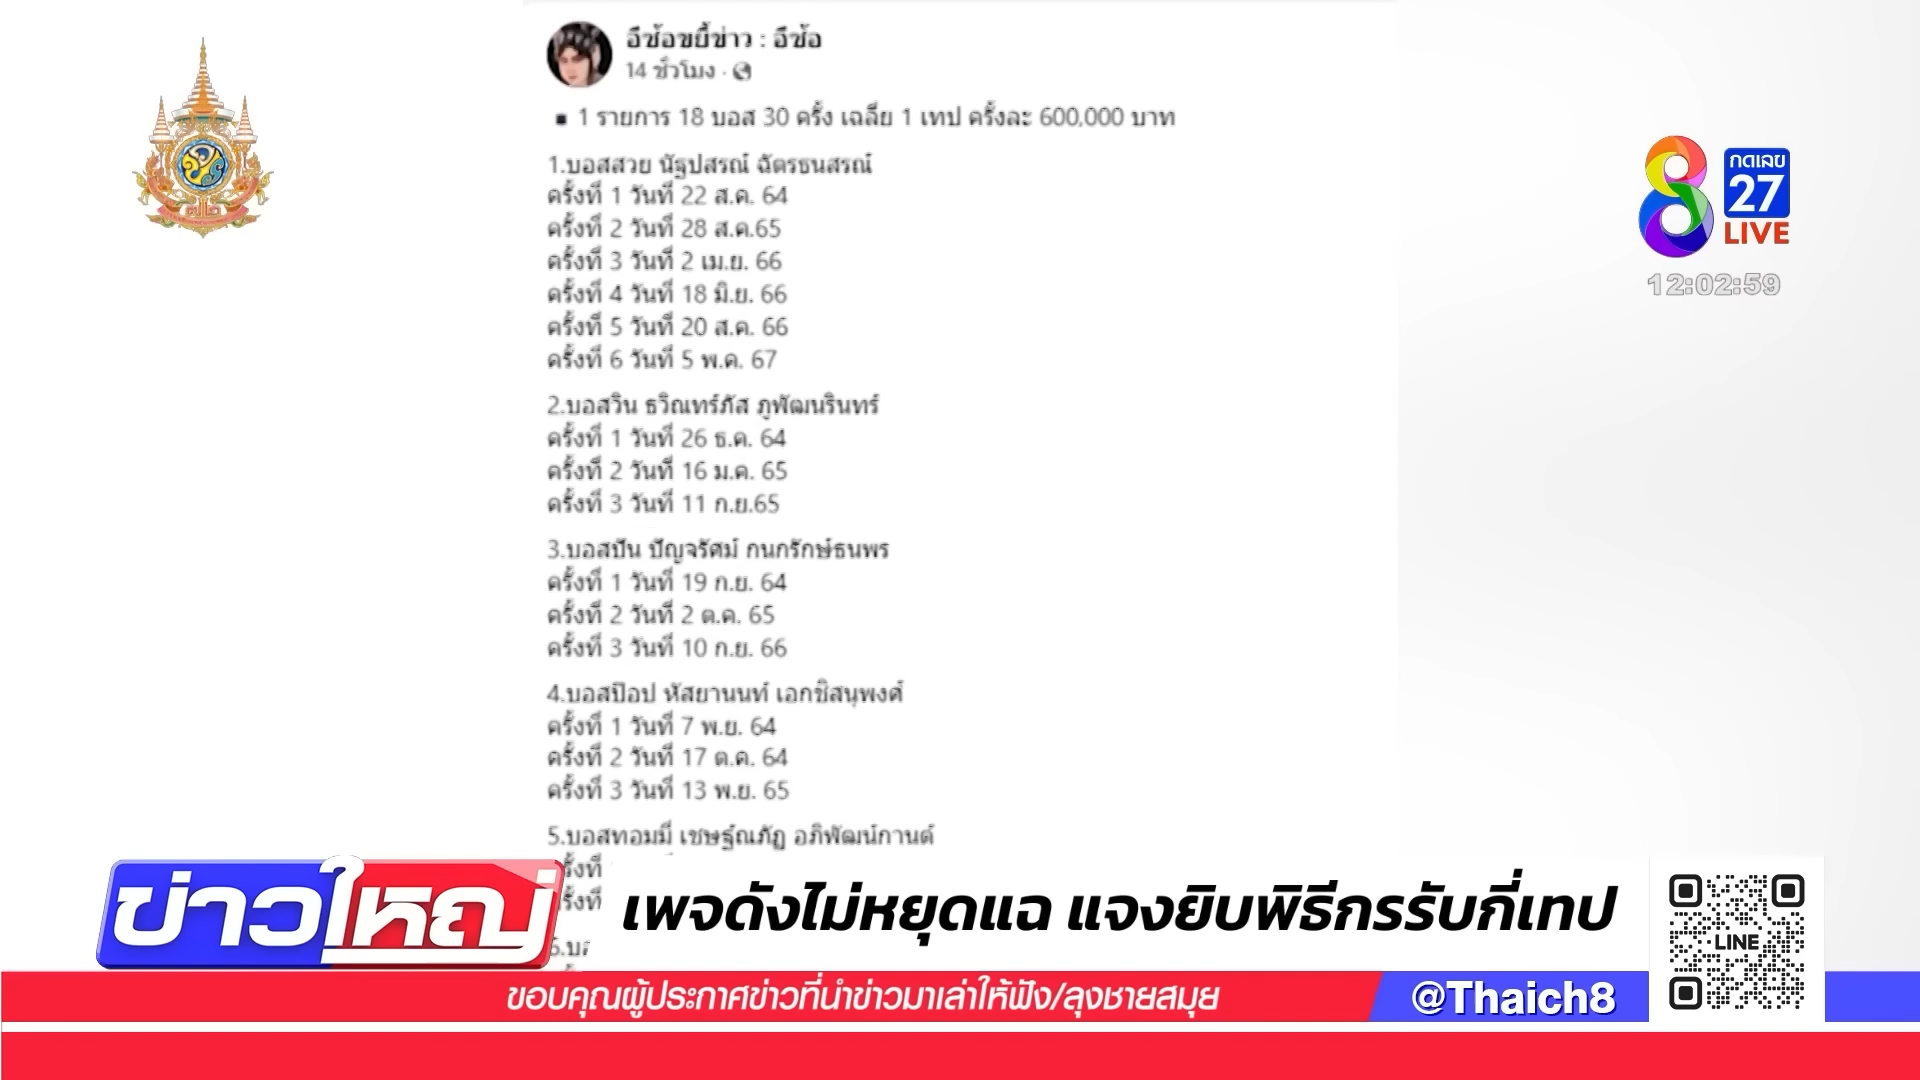 อีซ้อขยี้ข่าว : อีซ้อ
14 ชั่วโมง ·
▪ 1 รายการ 18 บอส 30 ครั้ง เฉลี่ย 1 เทป ครั้งละ 600,000 บาท
1.บอสสวย นัฐปสรณ์ ฉัตรธนสรณ์
ครั้งที่ 1 วันที่ 22 ส.ค. 64
ครั้งที่ 2 วันที่ 28 ส.ค.65
ครั้งที่ 3 วันที่ 2 เม.ย. 66
ครั้งที่ 4 วันที่ 18 มิ.ย. 66
ครั้งที่ 5 วันที่ 20 ส.ค. 66
ครั้งที่ 6 วันที่ 5 พ.ค. 67
2.บอสวิน ธวิณทร์ภัส ภูพัฒนรินทร์
ครั้งที่ 1 วันที่ 26 ธ.ค. 64
ครั้งที่ 2 วันที่ 16 ม.ค. 65
ครั้งที่ 3 วันที่ 11 ก.ย.65
3.บอสปัน ปัญจรัศม์ กนกรักษ์ธนพร
ครั้งที่ 1 วันที่ 19 ก.ย. 64
ครั้งที่ 2 วันที่ 2 ต.ค. 65
ครั้งที่ 3 วันที่ 10 ก.ย. 66
4.บอสป๊อป หัสยานนท์ เอกชิสนุพงศ์
ครั้งที่ 1 วันที่ 7 พ.ย. 64
ครั้งที่ 2 วันที่ 17 ต.ค. 64
ครั้งที่ 3 วันที่ 13 พ.ย. 65
5.บอสทอมมี่ เชษฐ์ณภัฏ อภิพัฒน์กานต์
กดเลข
27
LIVE
12:02:59
ข่าวใหญ่
เพจดังไม่หยุดแฉ แจงยิบพิธีกรรับกี่เทป
LINE
ขอบคุณผู้ประกาศข่าวที่นำข่าวมาเล่าให้ฟัง/ลุงชายสมุย
@Thaich8